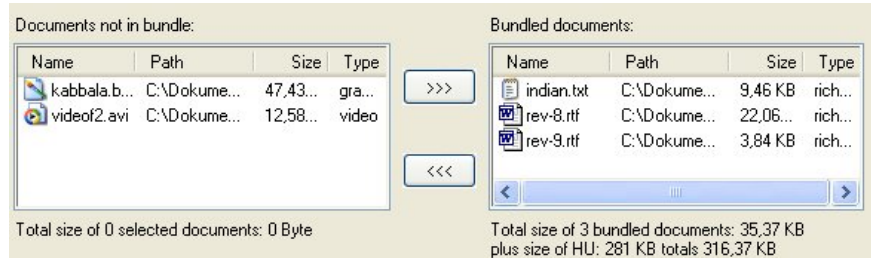 Documents not in bundle:
Name Path Size Type
kabbala.b... C:\Dokume... 47,43... gra...
videof2.avi C:\Dokume... 12,58... video
Total size of 0 selected documents: 0 Byte
>>>
<<<
Bundled documents:
Name Path Size Type
indian.txt C:\Dokume... 9,46 KB rich...
rev-8.rtf C:\Dokume... 22,06... rich...
rev-9.rtf C:\Dokume... 3,84 KB rich...
Total size of 3 bundled documents: 35,37 KB
plus size of HU: 281 KB totals 316,37 KB